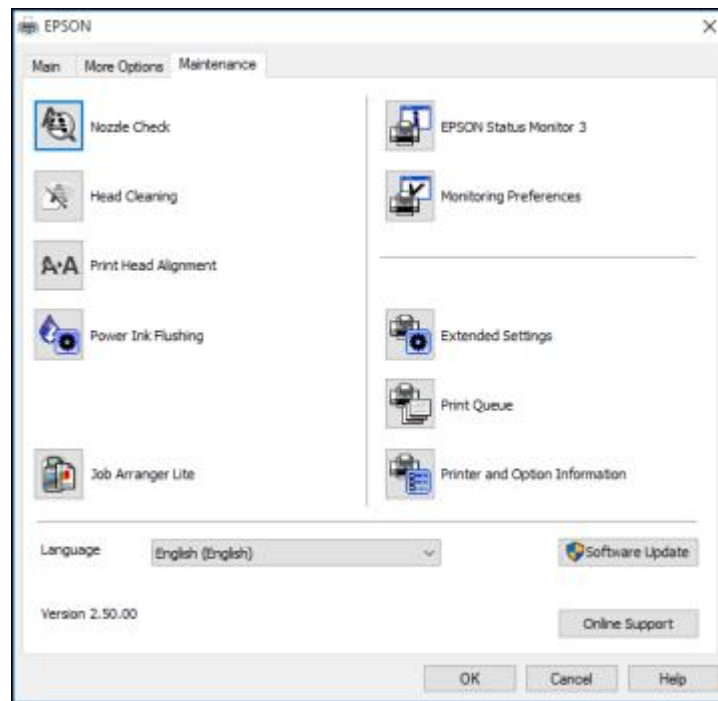 EPSON
Main More Options Maintenance
Nozzle Check
EPSON Status Monitor 3
Head Cleaning
Monitoring Preferences
A·A Print Head Alignment
Power Ink Flushing
Extended Settings
Print Queue
Job Arranger Lite
Printer and Option Information
Language English (English) Software Update
Version 2.50.00
Online Support
OK Cancel Help